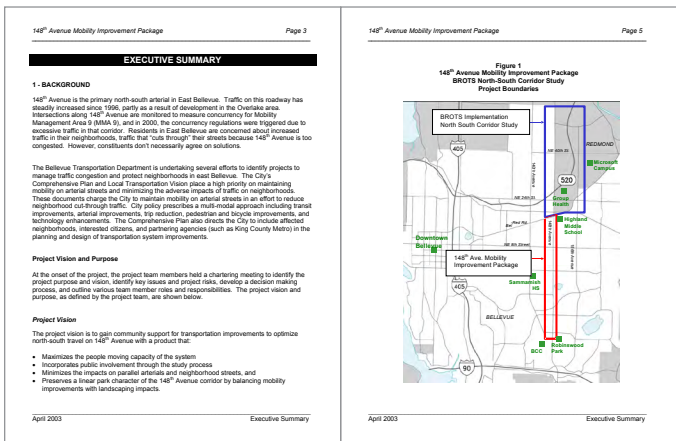 148th Avenue Mobility Improvement Package Page 3
EXECUTIVE SUMMARY
1 - BACKGROUND
148th Avenue is the primary north-south arterial in East Bellevue. Traffic on this roadway has
steadily increased since 1996, partly as a result of development in the Overlake area.
Intersections along 148th Avenue are monitored to measure concurrency for Mobility
Management Area 9 (MMA 9), and in 2000, the concurrency regulations were triggered due to
excessive traffic in that corridor. Residents in East Bellevue are concerned about increased
traffic in their neighborhoods, traffic that "cuts through" their streets because 148th Avenue is too
congested. However, constituents don't necessarily agree on solutions.
The Bellevue Transportation Department is undertaking several efforts to identify projects to
manage traffic congestion and protect neighborhoods in east Bellevue. The City's
Comprehensive Plan and Local Transportation Vision place a high priority on maintaining
mobility on arterial streets and minimizing the adverse impacts of traffic on neighborhoods.
These documents charge the City to maintain mobility on arterial streets in an effort to reduce
neighborhood cut-through traffic. City policy prescribes a multi-modal approach including transit
improvements, arterial improvements, trip reduction, pedestrian and bicycle improvements, and
technology enhancements. The Comprehensive Plan also directs the City to include affected
neighborhoods, interested citizens, and partnering agencies (such as King County Metro) in the
planning and design of transportation system improvements.
Project Vision and Purpose
At the onset of the project, the project team members held a chartering meeting to identify the
project purpose and vision, identify key issues and project risks, develop a decision making
process, and outline various team member roles and responsibilities. The project vision and
purpose, as defined by the project team, are shown below.
Project Vision
The project vision is to gain community support for transportation improvements to optimize
north-south travel on 148th Avenue with a product that:
• Maximizes the people moving capacity of the system
• Incorporates public involvement through the study process
• Minimizes the impacts on parallel arterials and neighborhood streets, and
• Preserves a linear park character of the 148th Avenue corridor by balancing mobility
improvements with landscaping impacts.
April 2003 Executive Summary
148th Avenue Mobility Improvement Package Page 5
Figure 1
148th Avenue Mobility Improvement Package
BROTS North-South Corridor Study
Project Boundaries
BROTS Implementation
North South Corridor Study
405
REDMOND
NE 40th St
Microsoft
Campus
520
NE 24th St
Group
Health
Highland
Middle
School
Bel Red Rd.
NE 8th Street
Downtown
Bellevue
148th Ave. Mobility
Improvement Package
Sammamish
HS
405
BELLEVUE
BCC
Robinswood
Park
90
April 2003 Executive Summary